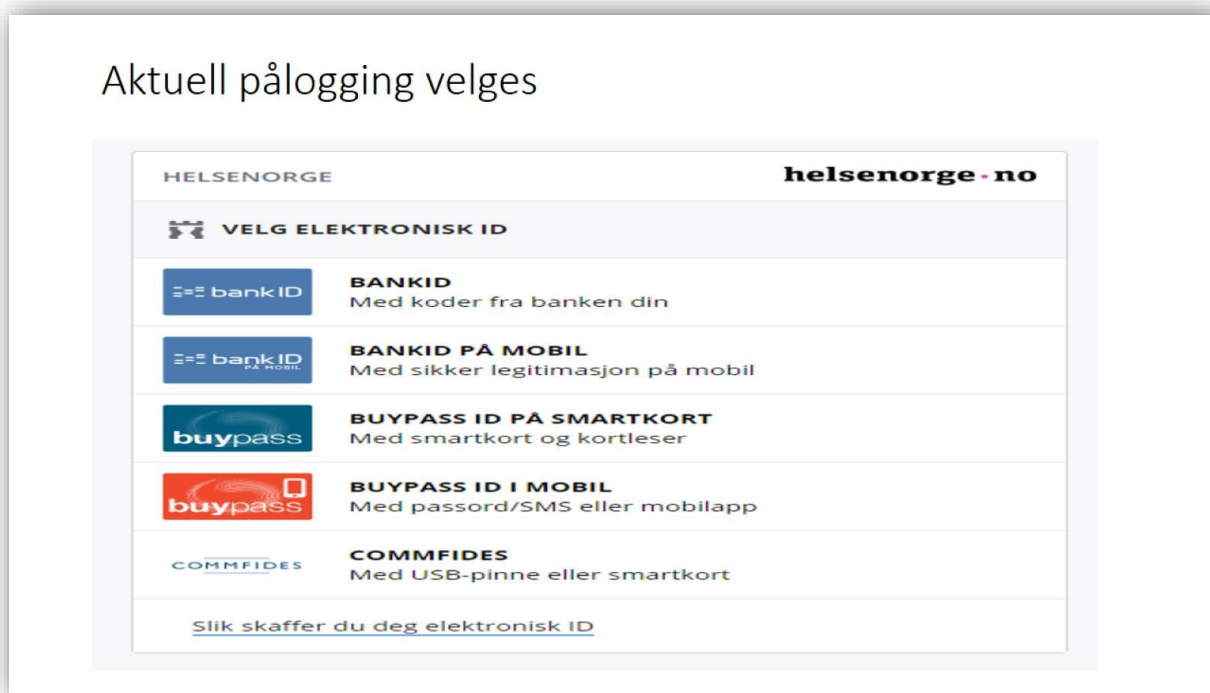 Aktuell pålogging velges
HELSENORGE
helsenorge.no
VELG ELEKTRONISK ID
bankID
BANKID
Med koder fra banken din
bankID
PÅ MOBIL
BANKID PÅ MOBIL
Med sikker legitimasjon på mobil
buypass
BUYPASS ID PÅ SMARTKORT
Med smartkort og kortleser
buypass
BUYPASS ID I MOBIL
Med passord/SMS eller mobilapp
COMMFIDES
COMMFIDES
Med USB-pinne eller smartkort
Slik skaffer du deg elektronisk ID